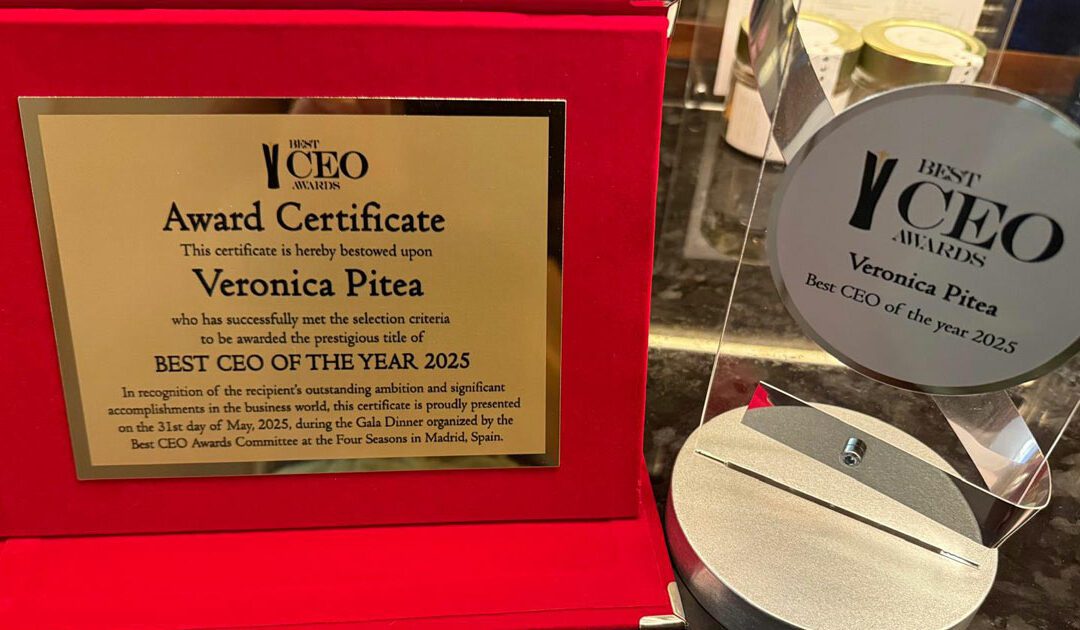 BEST
CEO
AWARDS
Award Certificate
This certificate is hereby bestowed upon
Veronica Pitea
who has successfully met the selection criteria
to be awarded the prestigious title of
BEST CEO OF THE YEAR 2025
In recognition of the recipient's outstanding ambition and significant
accomplishments in the business world, this certificate is proudly presented
on the 31st day of May, 2025, during the Gala Dinner organized by the
Best CEO Awards Committee at the Four Seasons in Madrid, Spain.
BEST
CEO
AWARDS
Veronica Pitea
Best CEO of the year 2025